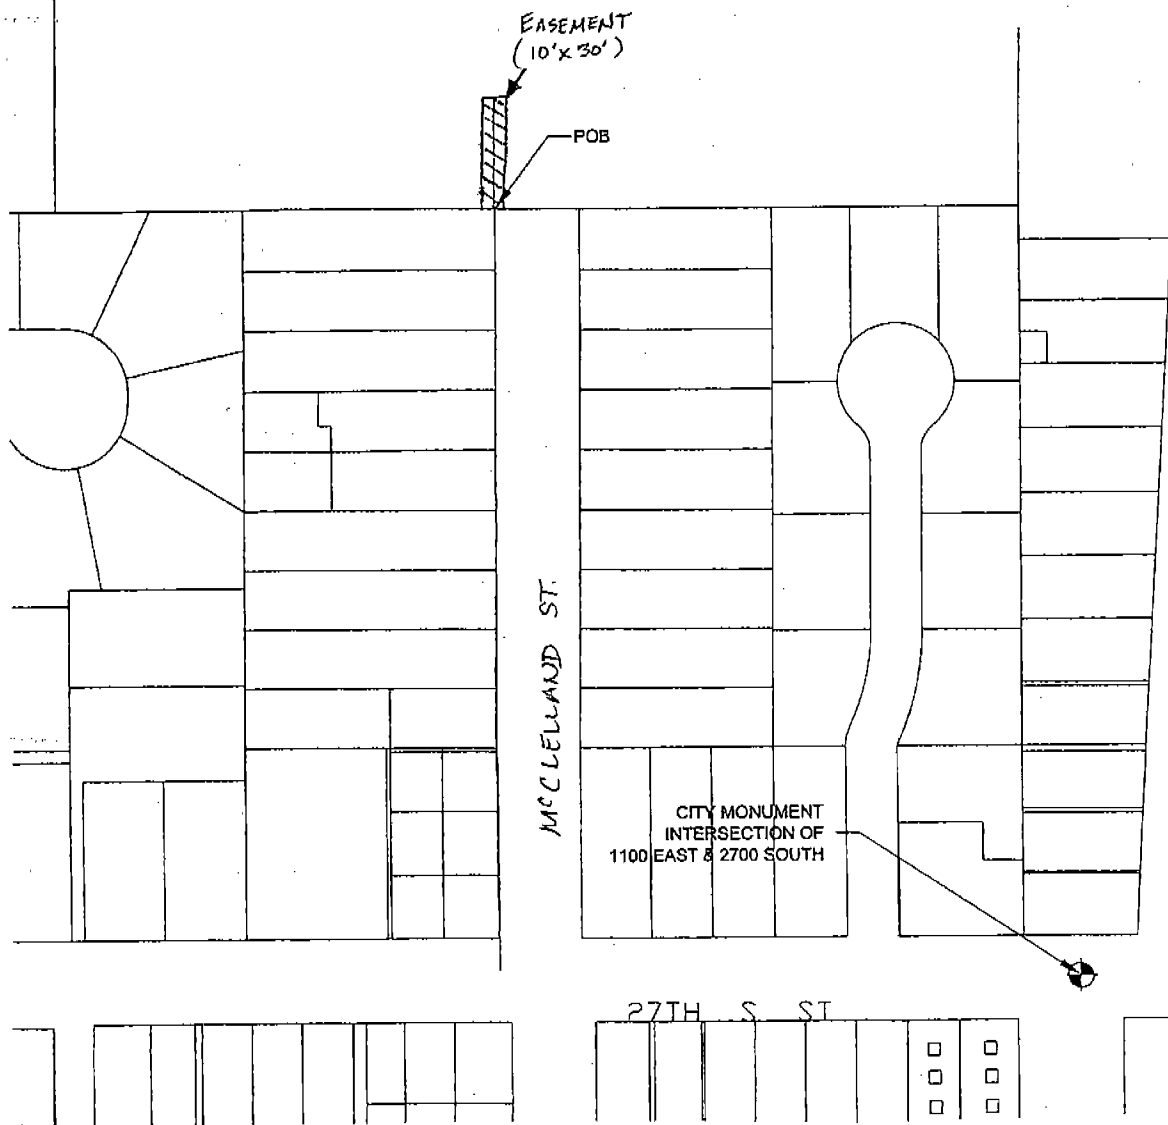 EASEMENT
(10'x30')
POB
McCLELLAND ST.
CITY MONUMENT
INTERSECTION OF
1100 EAST & 2700 SOUTH
27TH S ST